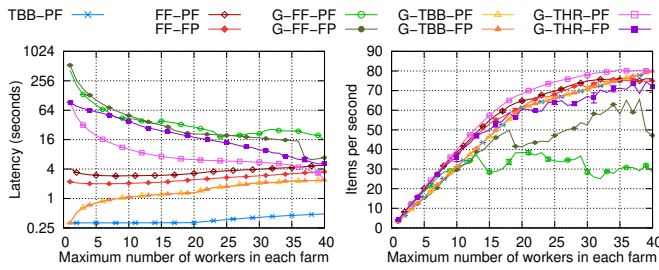 TBB-PF FF-PF G-FF-PF G-TBB-PF G-THR-PF
FF-FP G-FF-FP G-TBB-FP G-THR-FP
Latency (seconds)
1024
256
64
16
4
1
0.25
0 5 10 15 20 25 30 35 40
Maximum number of workers in each farm
Items per second
90
80
70
60
50
40
30
20
10
0
0 5 10 15 20 25 30 35 40
Maximum number of workers in each farm